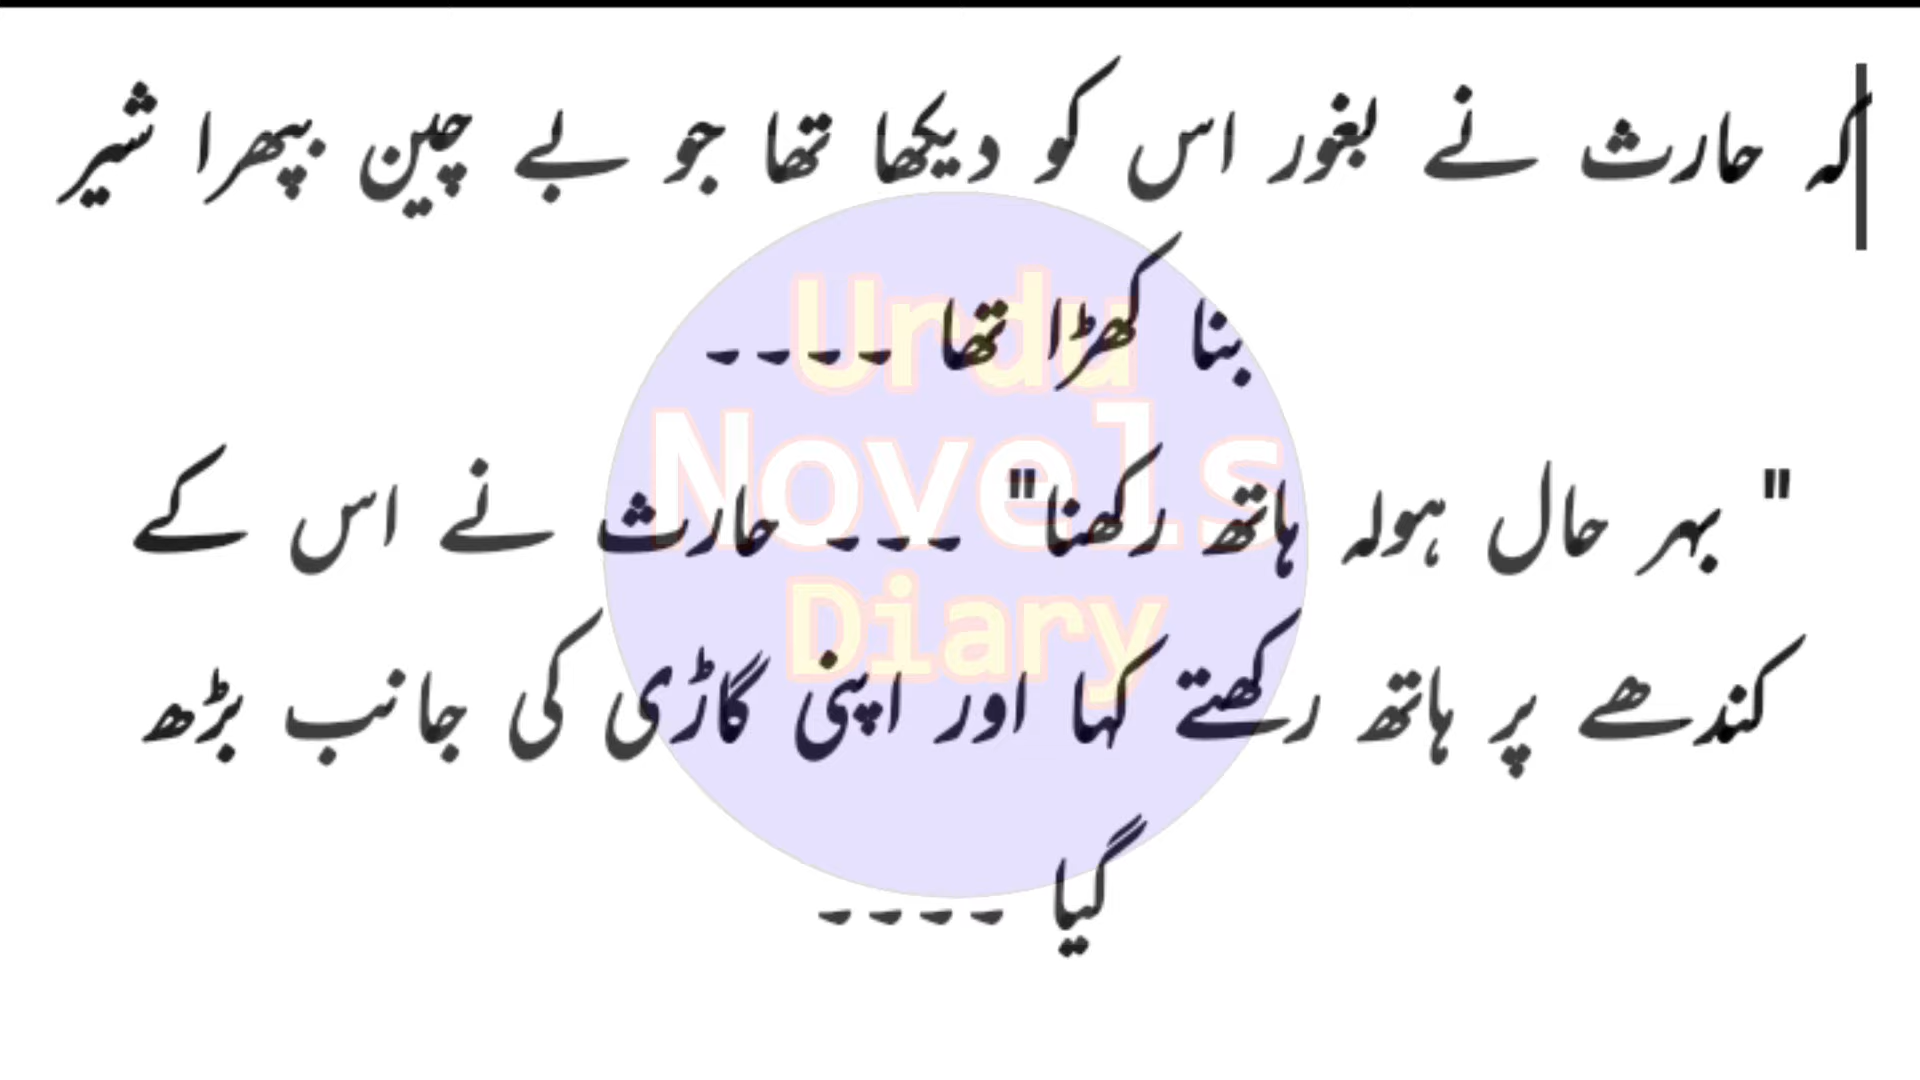 کہ حارث نے بغور اس کو دیکھا تھا جو بے چین بپھرا شیر
بنا کھڑا تھا ۔۔۔۔
" بہر حال ہولہ ہاتھ رکھنا" ۔۔۔ حارث نے اس کے
کندھے پر ہاتھ رکھتے کہا اور اپنی گاڑی کی جانب بڑھ
گیا ۔۔۔۔
Urdu
Novels
Diary